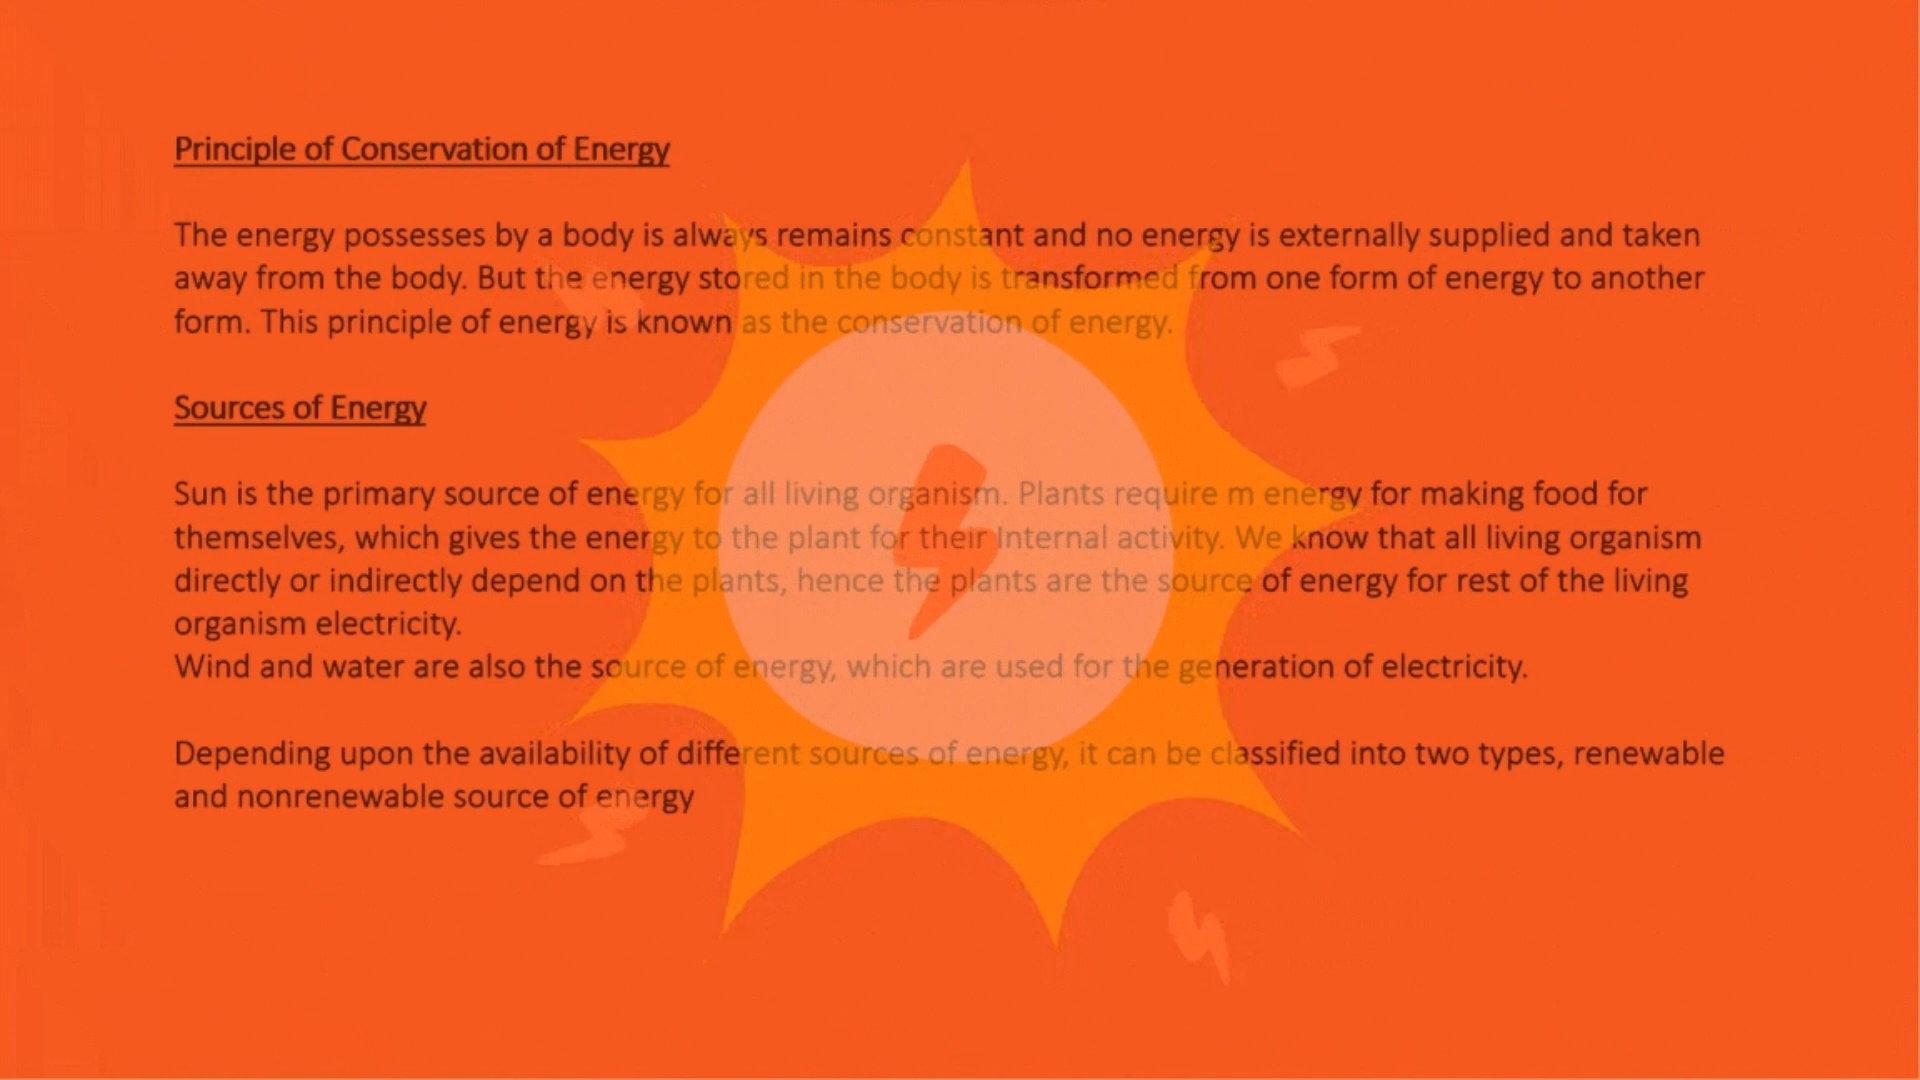 Principle of Conservation of Energy
The energy possesses by a body is always remains constant and no energy is externally supplied and taken
away from the body. But the energy stored in the body is transformed from one form of energy to another
form. This principle of energy is known as the conservation of energy.
Sources of Energy
Sun is the primary source of energy for all living organism. Plants require m energy for making food for
themselves, which gives the energy to the plant for their Internal activity. We know that all living organism
directly or indirectly depend on the plants, hence the plants are the source of energy for rest of the living
organism electricity.
Wind and water are also the source of energy, which are used for the generation of electricity.
Depending upon the availability of different sources of energy, it can be classified into two types, renewable
and nonrenewable source of energy